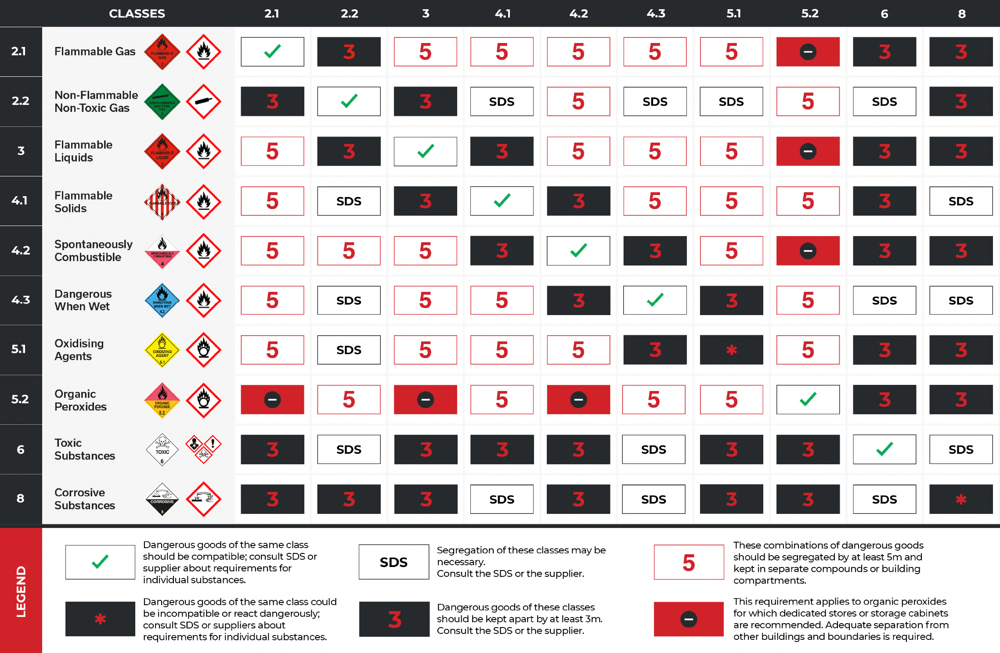 CLASSES 2.1 2.2 3 4.1 4.2 4.3 5.1 5.2 6 8
2.1 Flammable Gas FLAMMABLE GAS 2 ✓ 3 5 5 5 5 5 − 3 3
2.2 Non-Flammable Non-Toxic Gas NON-FLAMMABLE NON-TOXIC GAS 2 3 ✓ 3 SDS 5 SDS SDS 5 SDS 3
3 Flammable Liquids FLAMMABLE LIQUID 3 5 3 ✓ 3 5 5 5 − 3 3
4.1 Flammable Solids FLAMMABLE SOLID 4 5 SDS 3 ✓ 3 5 5 5 3 SDS
4.2 Spontaneously Combustible SPONTANEOUSLY COMBUSTIBLE 4 5 5 5 3 ✓ 3 5 − 3 3
4.3 Dangerous When Wet DANGEROUS WHEN WET 4.3 5 SDS 5 5 3 ✓ 3 5 SDS SDS
5.1 Oxidising Agents OXIDIZING AGENT 5.1 5 SDS 5 5 5 3 * 5 3 3
5.2 Organic Peroxides ORGANIC PEROXIDE 5.2 − 5 − 5 − 5 5 ✓ 3 3
6 Toxic Substances TOXIC 6 ! 3 SDS 3 3 3 SDS 3 3 ✓ SDS
8 Corrosive Substances CORROSIVE 8 3 3 3 SDS 3 SDS 3 3 SDS *
LEGEND
✓
Dangerous goods of the same class
should be compatible; consult SDS or
supplier about requirements for
individual substances.
SDS
Segregation of these classes may be
necessary.
Consult the SDS or the supplier.
5
These combinations of dangerous goods
should be segregated by at least 5m and
kept in separate compounds or building
compartments.
*
Dangerous goods of the same class could
be incompatible or react dangerously;
consult SDS or suppliers about
requirements for individual substances.
3
Dangerous goods of these classes
should be kept apart by at least 3m.
Consult the SDS or the supplier.
−
This requirement applies to organic peroxides
for which dedicated stores or storage cabinets
are recommended. Adequate separation from
other buildings and boundaries is required.